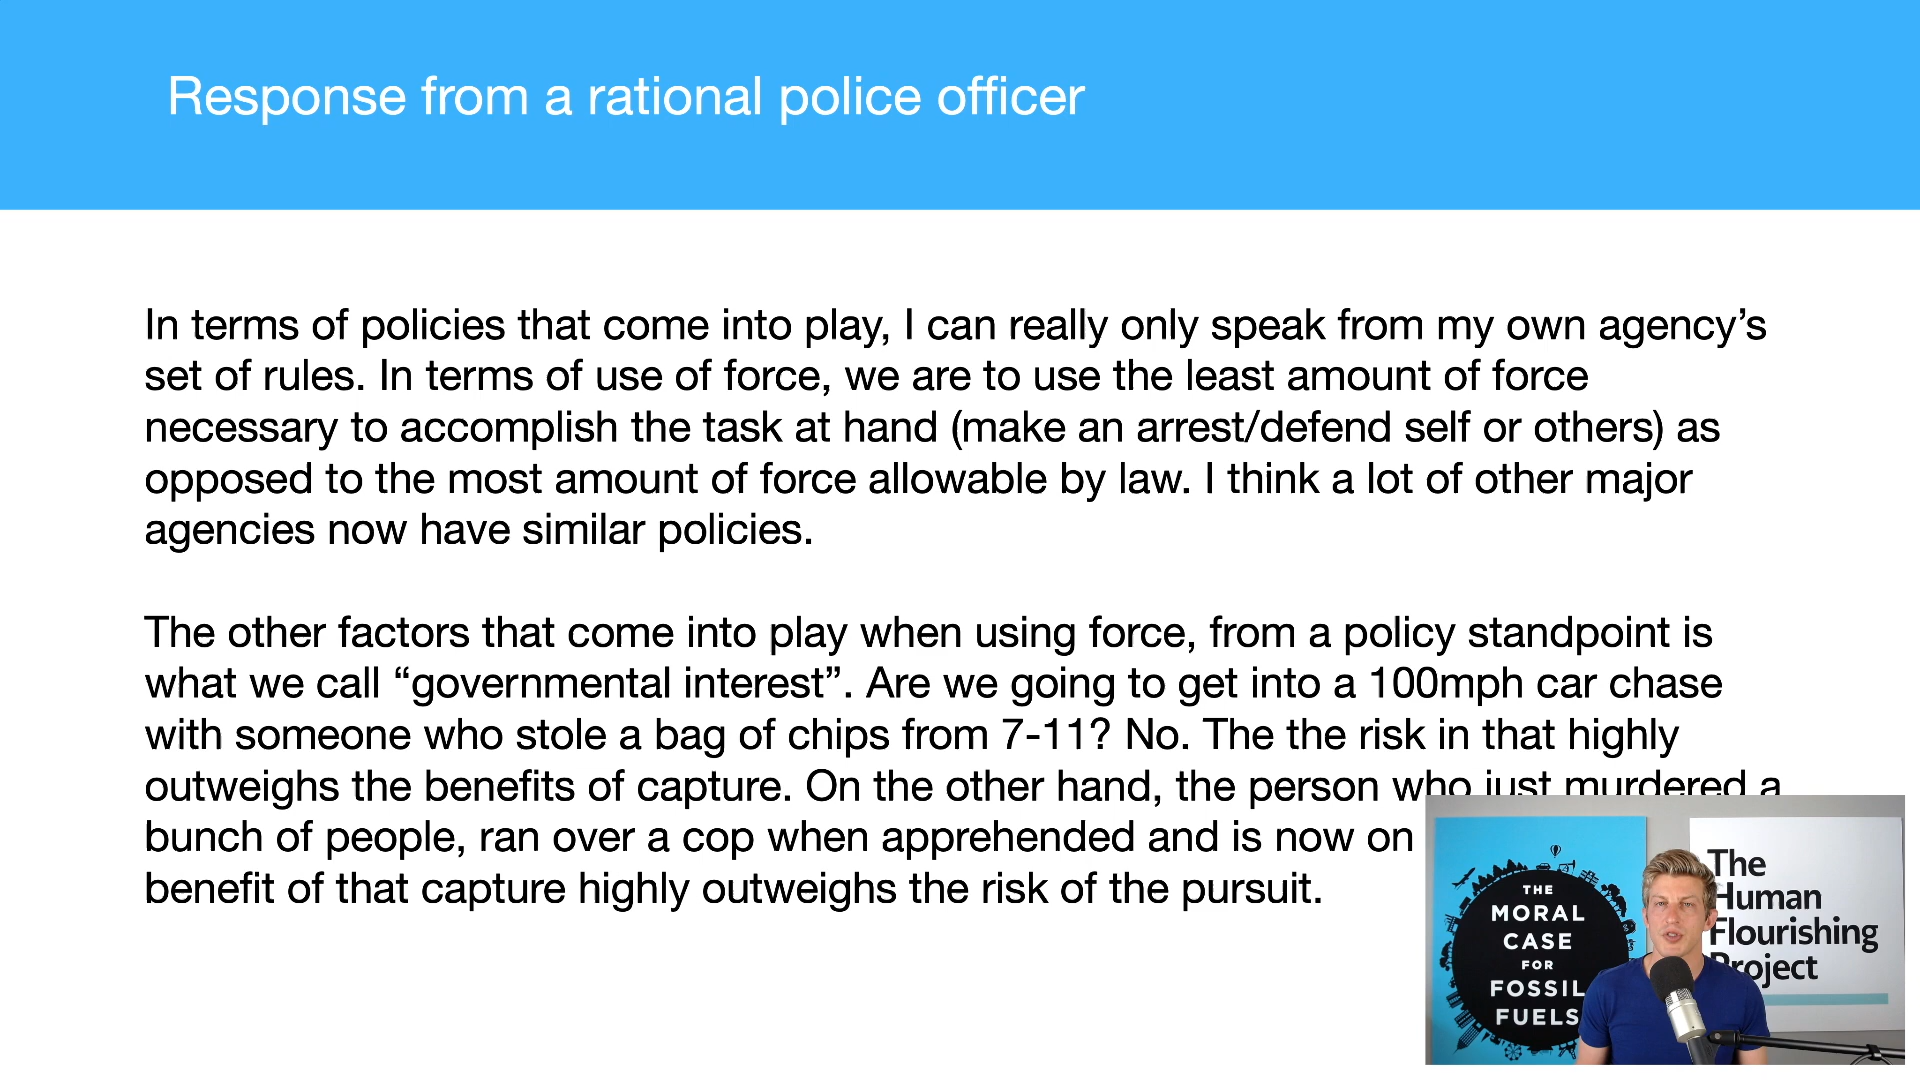 Response from a rational police officer
In terms of policies that come into play, I can really only speak from my own agency’s
set of rules. In terms of use of force, we are to use the least amount of force
necessary to accomplish the task at hand (make an arrest/defend self or others) as
opposed to the most amount of force allowable by law. I think a lot of other major
agencies now have similar policies.
The other factors that come into play when using force, from a policy standpoint is
what we call “governmental interest”. Are we going to get into a 100mph car chase
with someone who stole a bag of chips from 7-11? No. The the risk in that highly
outweighs the benefits of capture. On the other hand, the person who just murdered a
bunch of people, ran over a cop when apprehended and is now on
benefit of that capture highly outweighs the risk of the pursuit.
THE
MORAL
CASE
FOR
FOSSIL
FUELS
The
Human
Flourishing
Project